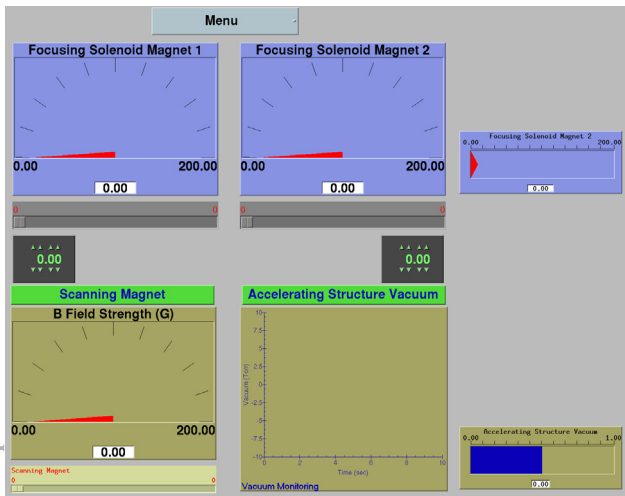 Menu
Focusing Solenoid Magnet 1
0.00 200.00
0.00
Focusing Solenoid Magnet 2
0.00 200.00
0.00
Focusing Solenoid Magnet 2
0.00 200.00
0.00
0 0
0 0
0.00
0.00
Scanning Magnet
B Field Strength (G)
0.00 200.00
0.00
Scanning Magnet
0 0
Accelerating Structure Vacuum
Vacuum (Torr)
10
7.5
5
2.5
0
-2.5
-5
-7.5
-10
0 2 4 6 8 10
Time (sec)
Vacuum Monitoring
Accelerating Structure Vacuum
0.00 1.00
0.00